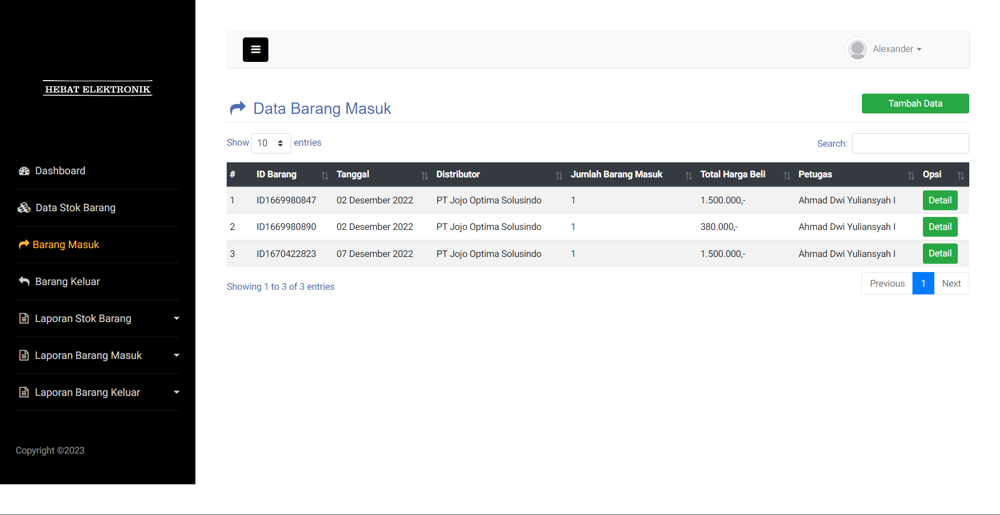 HEBAT ELEKTRONIK
Dashboard
Data Stok Barang
Barang Masuk
Barang Keluar
Laporan Stok Barang
Laporan Barang Masuk
Laporan Barang Keluar
Copyright ©2023
Alexander
Data Barang Masuk
Tambah Data
Show 10 entries
Search:
# ID Barang Tanggal Distributor Jumlah Barang Masuk Total Harga Beli Petugas Opsi
1 ID1669980847 02 Desember 2022 PT Jojo Optima Solusindo 1 1.500.000,- Ahmad Dwi Yuliansyah I Detail
2 ID1669980890 02 Desember 2022 PT Jojo Optima Solusindo 1 380.000,- Ahmad Dwi Yuliansyah I Detail
3 ID1670422823 07 Desember 2022 PT Jojo Optima Solusindo 1 1.500.000,- Ahmad Dwi Yuliansyah I Detail
Showing 1 to 3 of 3 entries
Previous 1 Next